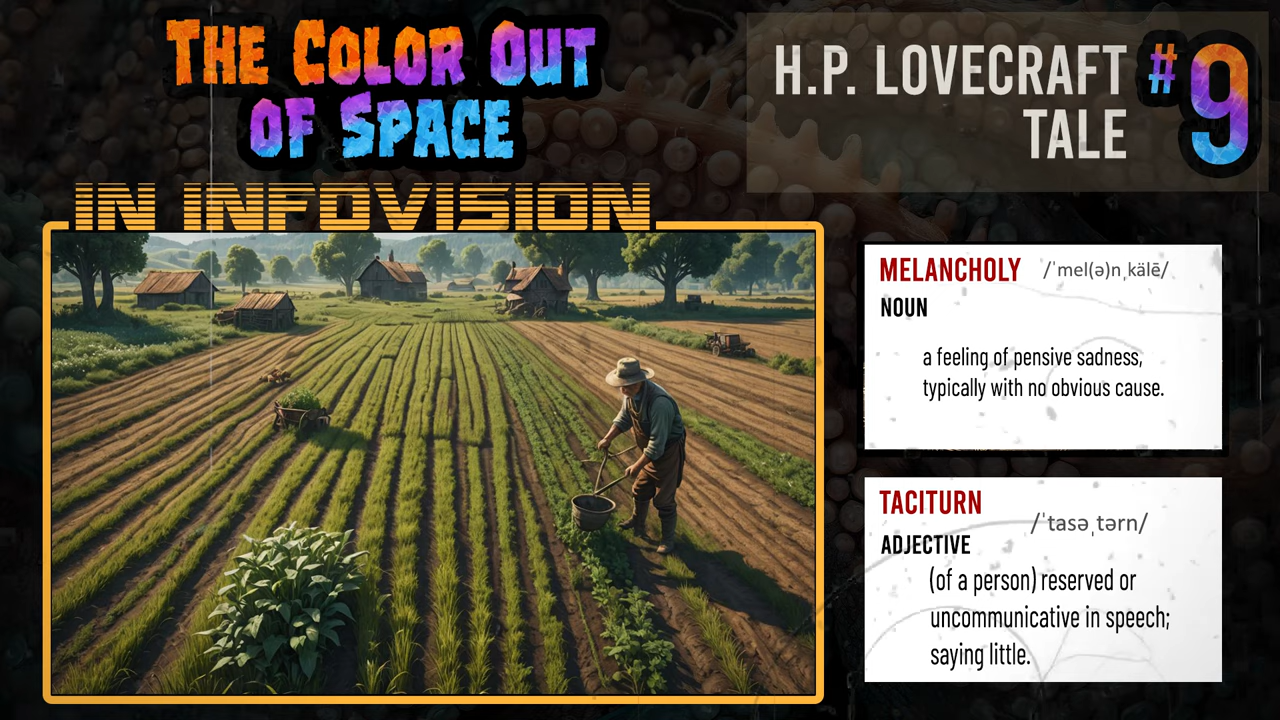 THE COLOR OUT
OF SPACE
IN INFOVISION
H.P. LOVECRAFT
TALE
#9
MELANCHOLY /ˈmel(ə)nˌkälē/
NOUN
a feeling of pensive sadness,
typically with no obvious cause.
TACITURN
/ˈtasəˌtərn/
ADJECTIVE
(of a person) reserved or
uncommunicative in speech;
saying little.